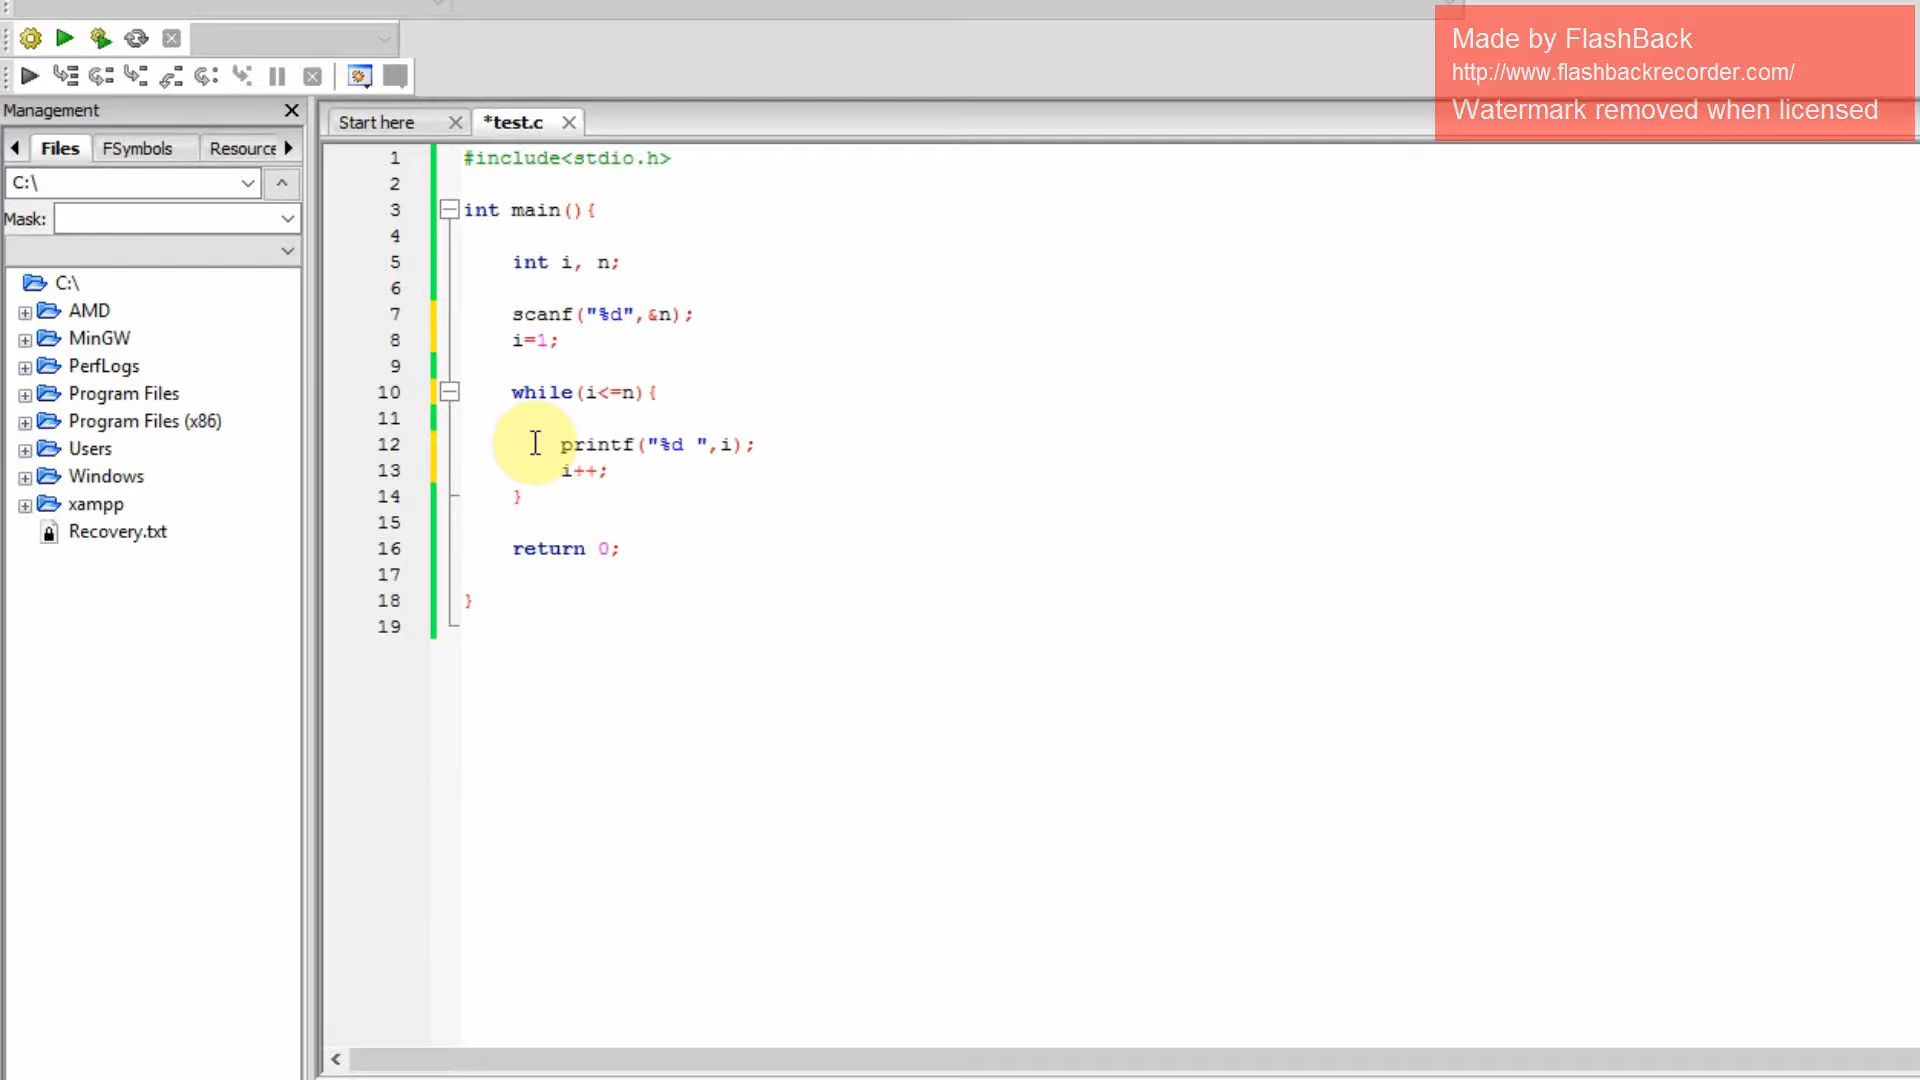 Made by FlashBack
http://www.flashbackrecorder.com/
Watermark removed when licensed
Management
Files FSymbols Resource
C:\
Mask:
C:\
AMD
MinGW
PerfLogs
Program Files
Program Files (x86)
Users
Windows
xampp
Recovery.txt
Start here *test.c
1 #include<stdio.h>
2
3 int main(){
4
5 int i, n;
6
7 scanf("%d",&n);
8 i=1;
9
10 while(i<=n){
11
12 printf("%d ",i);
13 i++;
14 }
15
16 return 0;
17
18 }
19